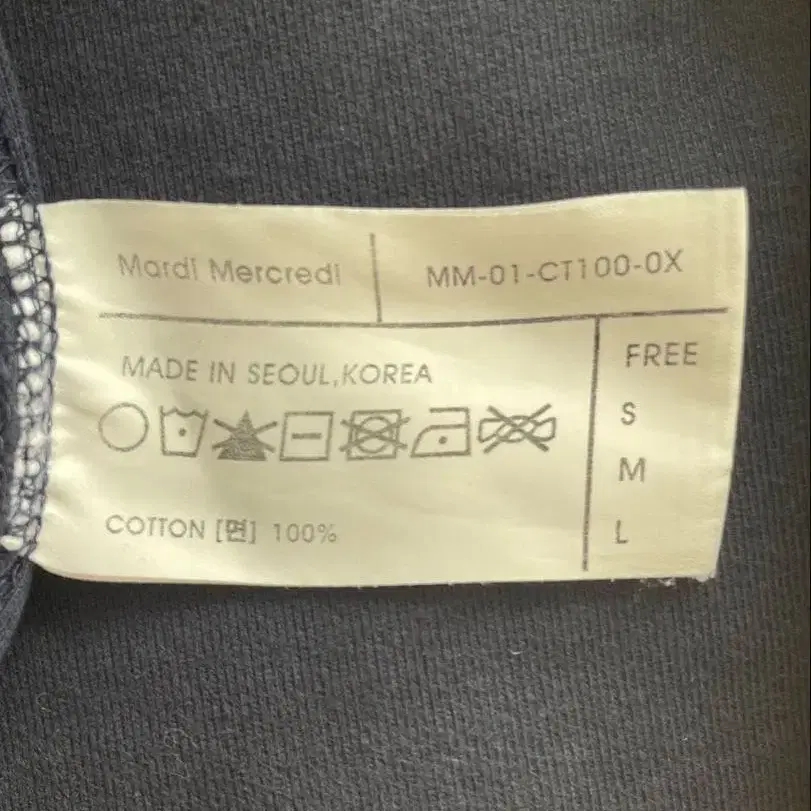 Mardi Mercredi
MM-01-CT100-0X
MADE IN SEOUL,KOREA
COTTON [면] 100%
FREE
S
M
L